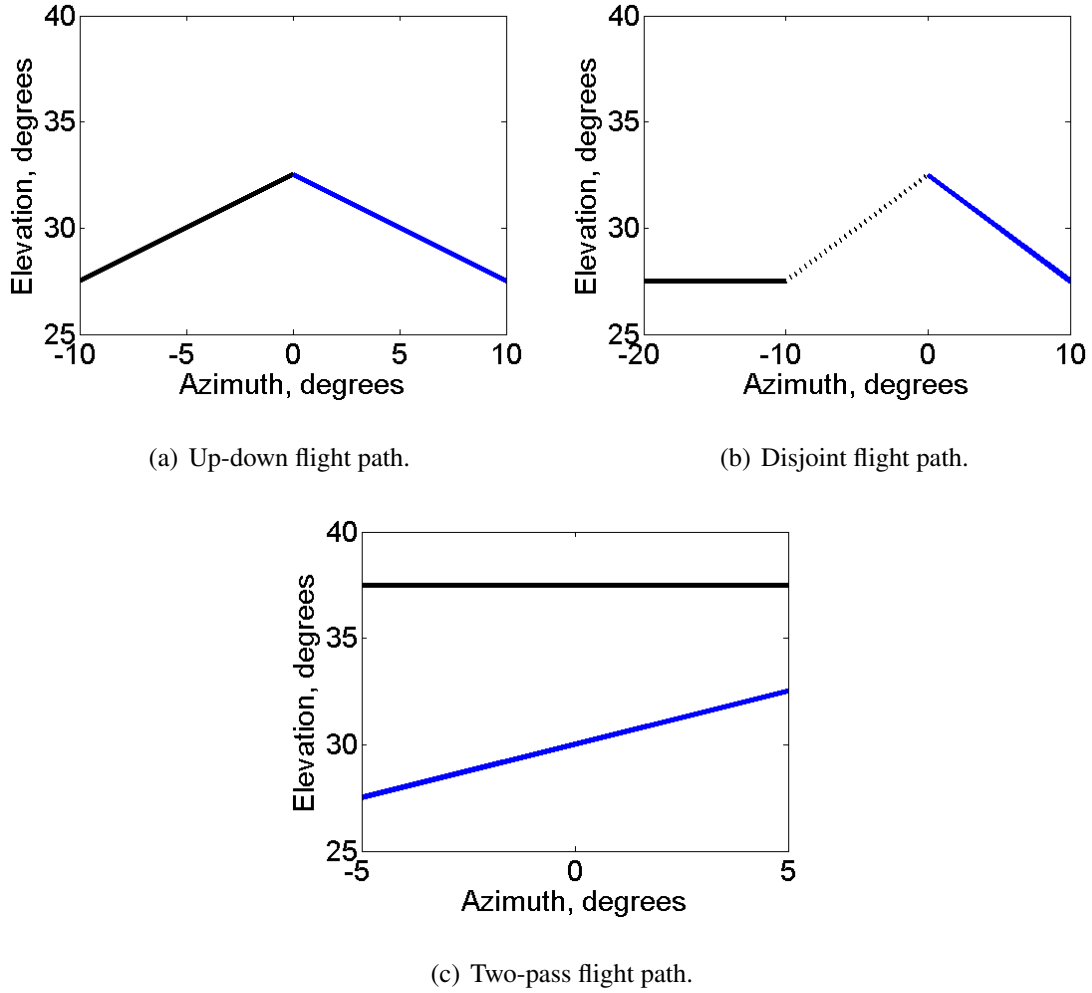 40
35
30
25
Elevation, degrees
-10
-5
0
5
10
Azimuth, degrees
(a) Up-down flight path.
40
35
30
25
Elevation, degrees
-20
-10
0
10
Azimuth, degrees
(b) Disjoint flight path.
40
35
30
25
Elevation, degrees
-5
0
5
Azimuth, degrees
(c) Two-pass flight path.